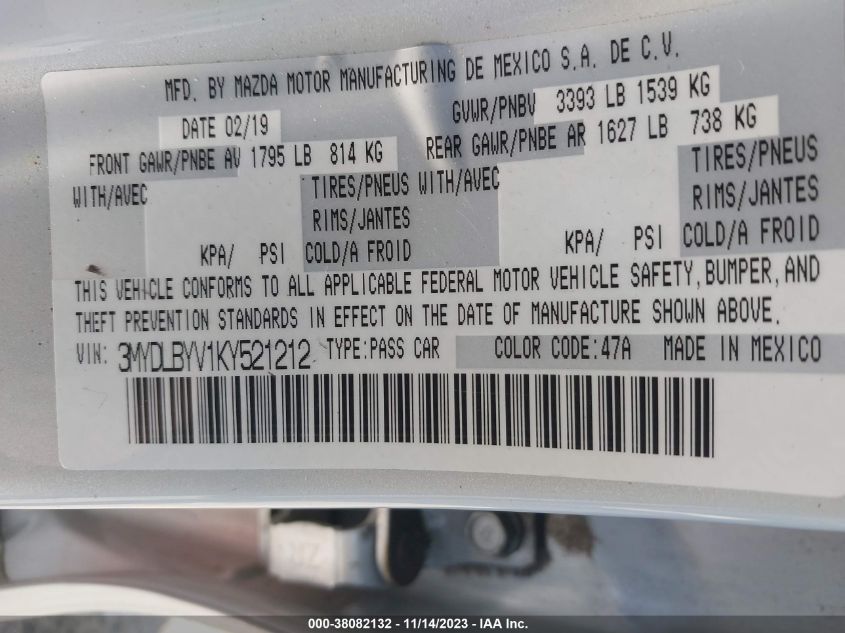 MFD. BY MAZDA MOTOR MANUFACTURING DE MEXICO S.A. DE C.V.
DATE 02/19 GVWR/PNBV 3393 LB 1539 KG
FRONT GAWR/PNBE AV 1795 LB 814 KG REAR GAWR/PNBE AR 1627 LB 738 KG
WITH/AVEC TIRES/PNEUS WITH/AVEC TIRES/PNEUS
RIMS/JANTES RIMS/JANTES
KPA/ PSI COLD/A FROID KPA/ PSI COLD/A FROID
THIS VEHICLE CONFORMS TO ALL APPLICABLE FEDERAL MOTOR VEHICLE SAFETY, BUMPER, AND
THEFT PREVENTION STANDARDS IN EFFECT ON THE DATE OF MANUFACTURE SHOWN ABOVE.
VIN: 3MYDLBYV1KY521212 TYPE:PASS CAR COLOR CODE:47A MADE IN MEXICO
000-38082132 - 11/14/2023 - IAA Inc.